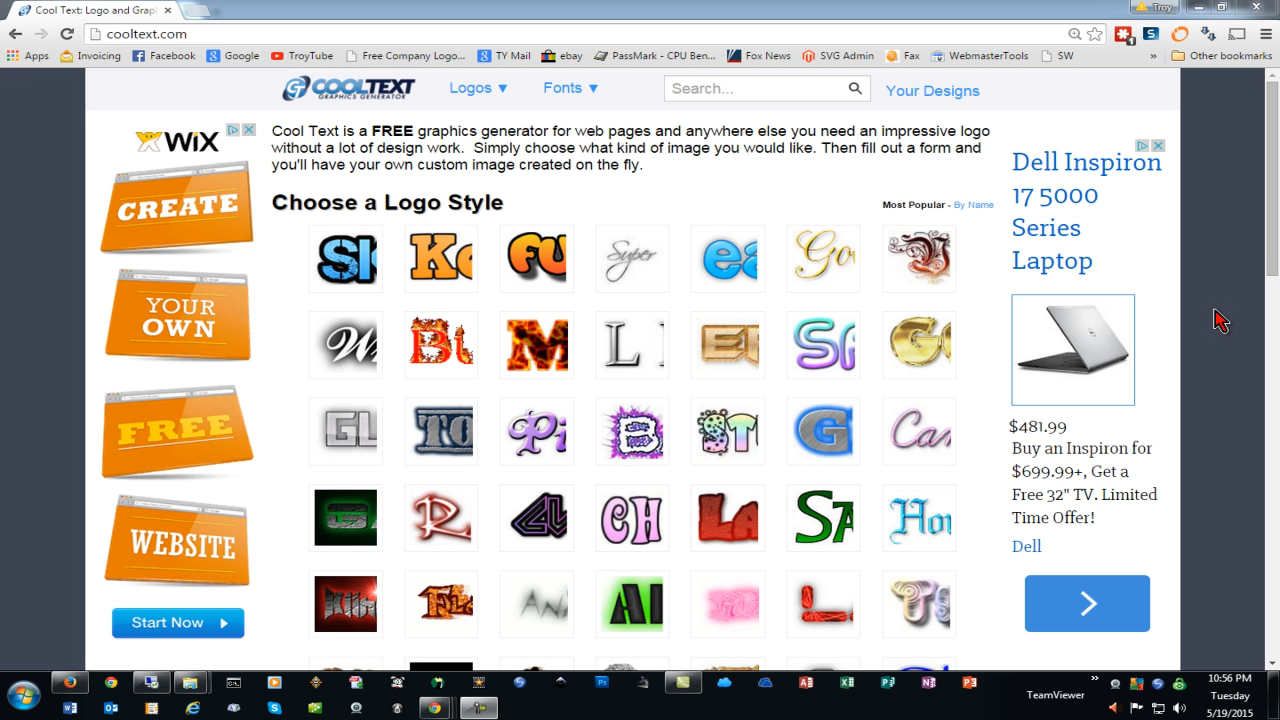 Cool Text: Logo and Grap
Troy
cooltext.com
Apps
Invoicing
Facebook
Google
TroyTube
Free Company Logo...
TY Mail
ebay
PassMark - CPU Ben...
Fox News
SVG Admin
Fax
WebmasterTools
SW
»
Other bookmarks
COOLTEXT
GRAPHICS GENERATOR
Logos ▼
Fonts ▼
Search...
Your Designs
WIX
CREATE
YOUR
OWN
FREE
WEBSITE
Start Now
Cool Text is a FREE graphics generator for web pages and anywhere else you need an impressive logo
without a lot of design work. Simply choose what kind of image you would like. Then fill out a form and
you'll have your own custom image created on the fly.
Choose a Logo Style
Most Popular - By Name
Super
Dell Inspiron
17 5000
Series
Laptop
$481.99
Buy an Inspiron for
$699.99+, Get a
Free 32" TV. Limited
Time Offer!
Dell
TeamViewer
»
10:56 PM
Tuesday
5/19/2015